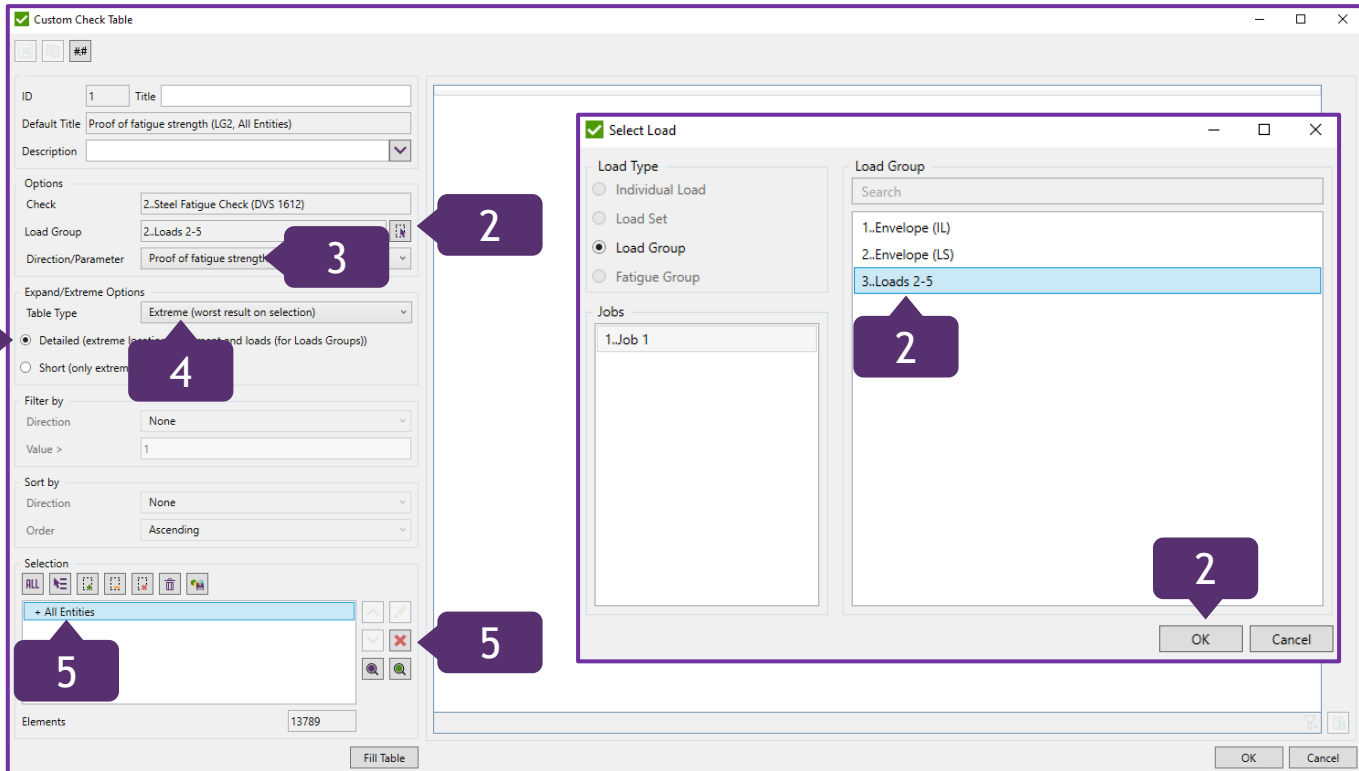 Custom Check Table
##
ID 1 Title
Default Title Proof of fatigue strength (LG2, All Entities)
Description
Options
Check 2..Steel Fatigue Check (DVS 1612)
Load Group 2..Loads 2-5
2
Direction/Parameter Proof of fatigue strength
3
Expand/Extreme Options
Table Type Extreme (worst result on selection)
Detailed (extreme and loads (for Loads Groups))
Short (only
4
Filter by
Direction None
Value > 1
Sort by
Direction None
Order Ascending
Selection
ALL
+ All Entities
5
5
Elements 13789
Fill Table
Select Load
Load Type
Individual Load
Load Set
Load Group
Fatigue Group
Jobs
1..Job 1
Load Group
Search
1..Envelope (IL)
2..Envelope (LS)
3..Loads 2-5
2
2
OK Cancel
OK Cancel